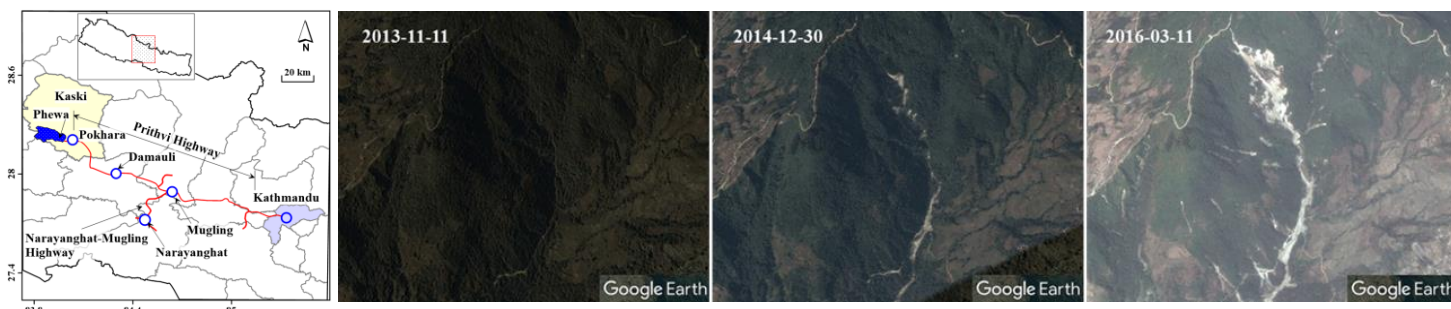 N
20 km
28.6
Kaski
Phewa
Pokhara
Prithvi Highway
28
Damauli
Kathmandu
Mugling
Narayanghat-Mugling
Highway
Narayanghat
27.4
2013-11-11
Google Earth
2014-12-30
Google Earth
2016-03-11
Google Earth